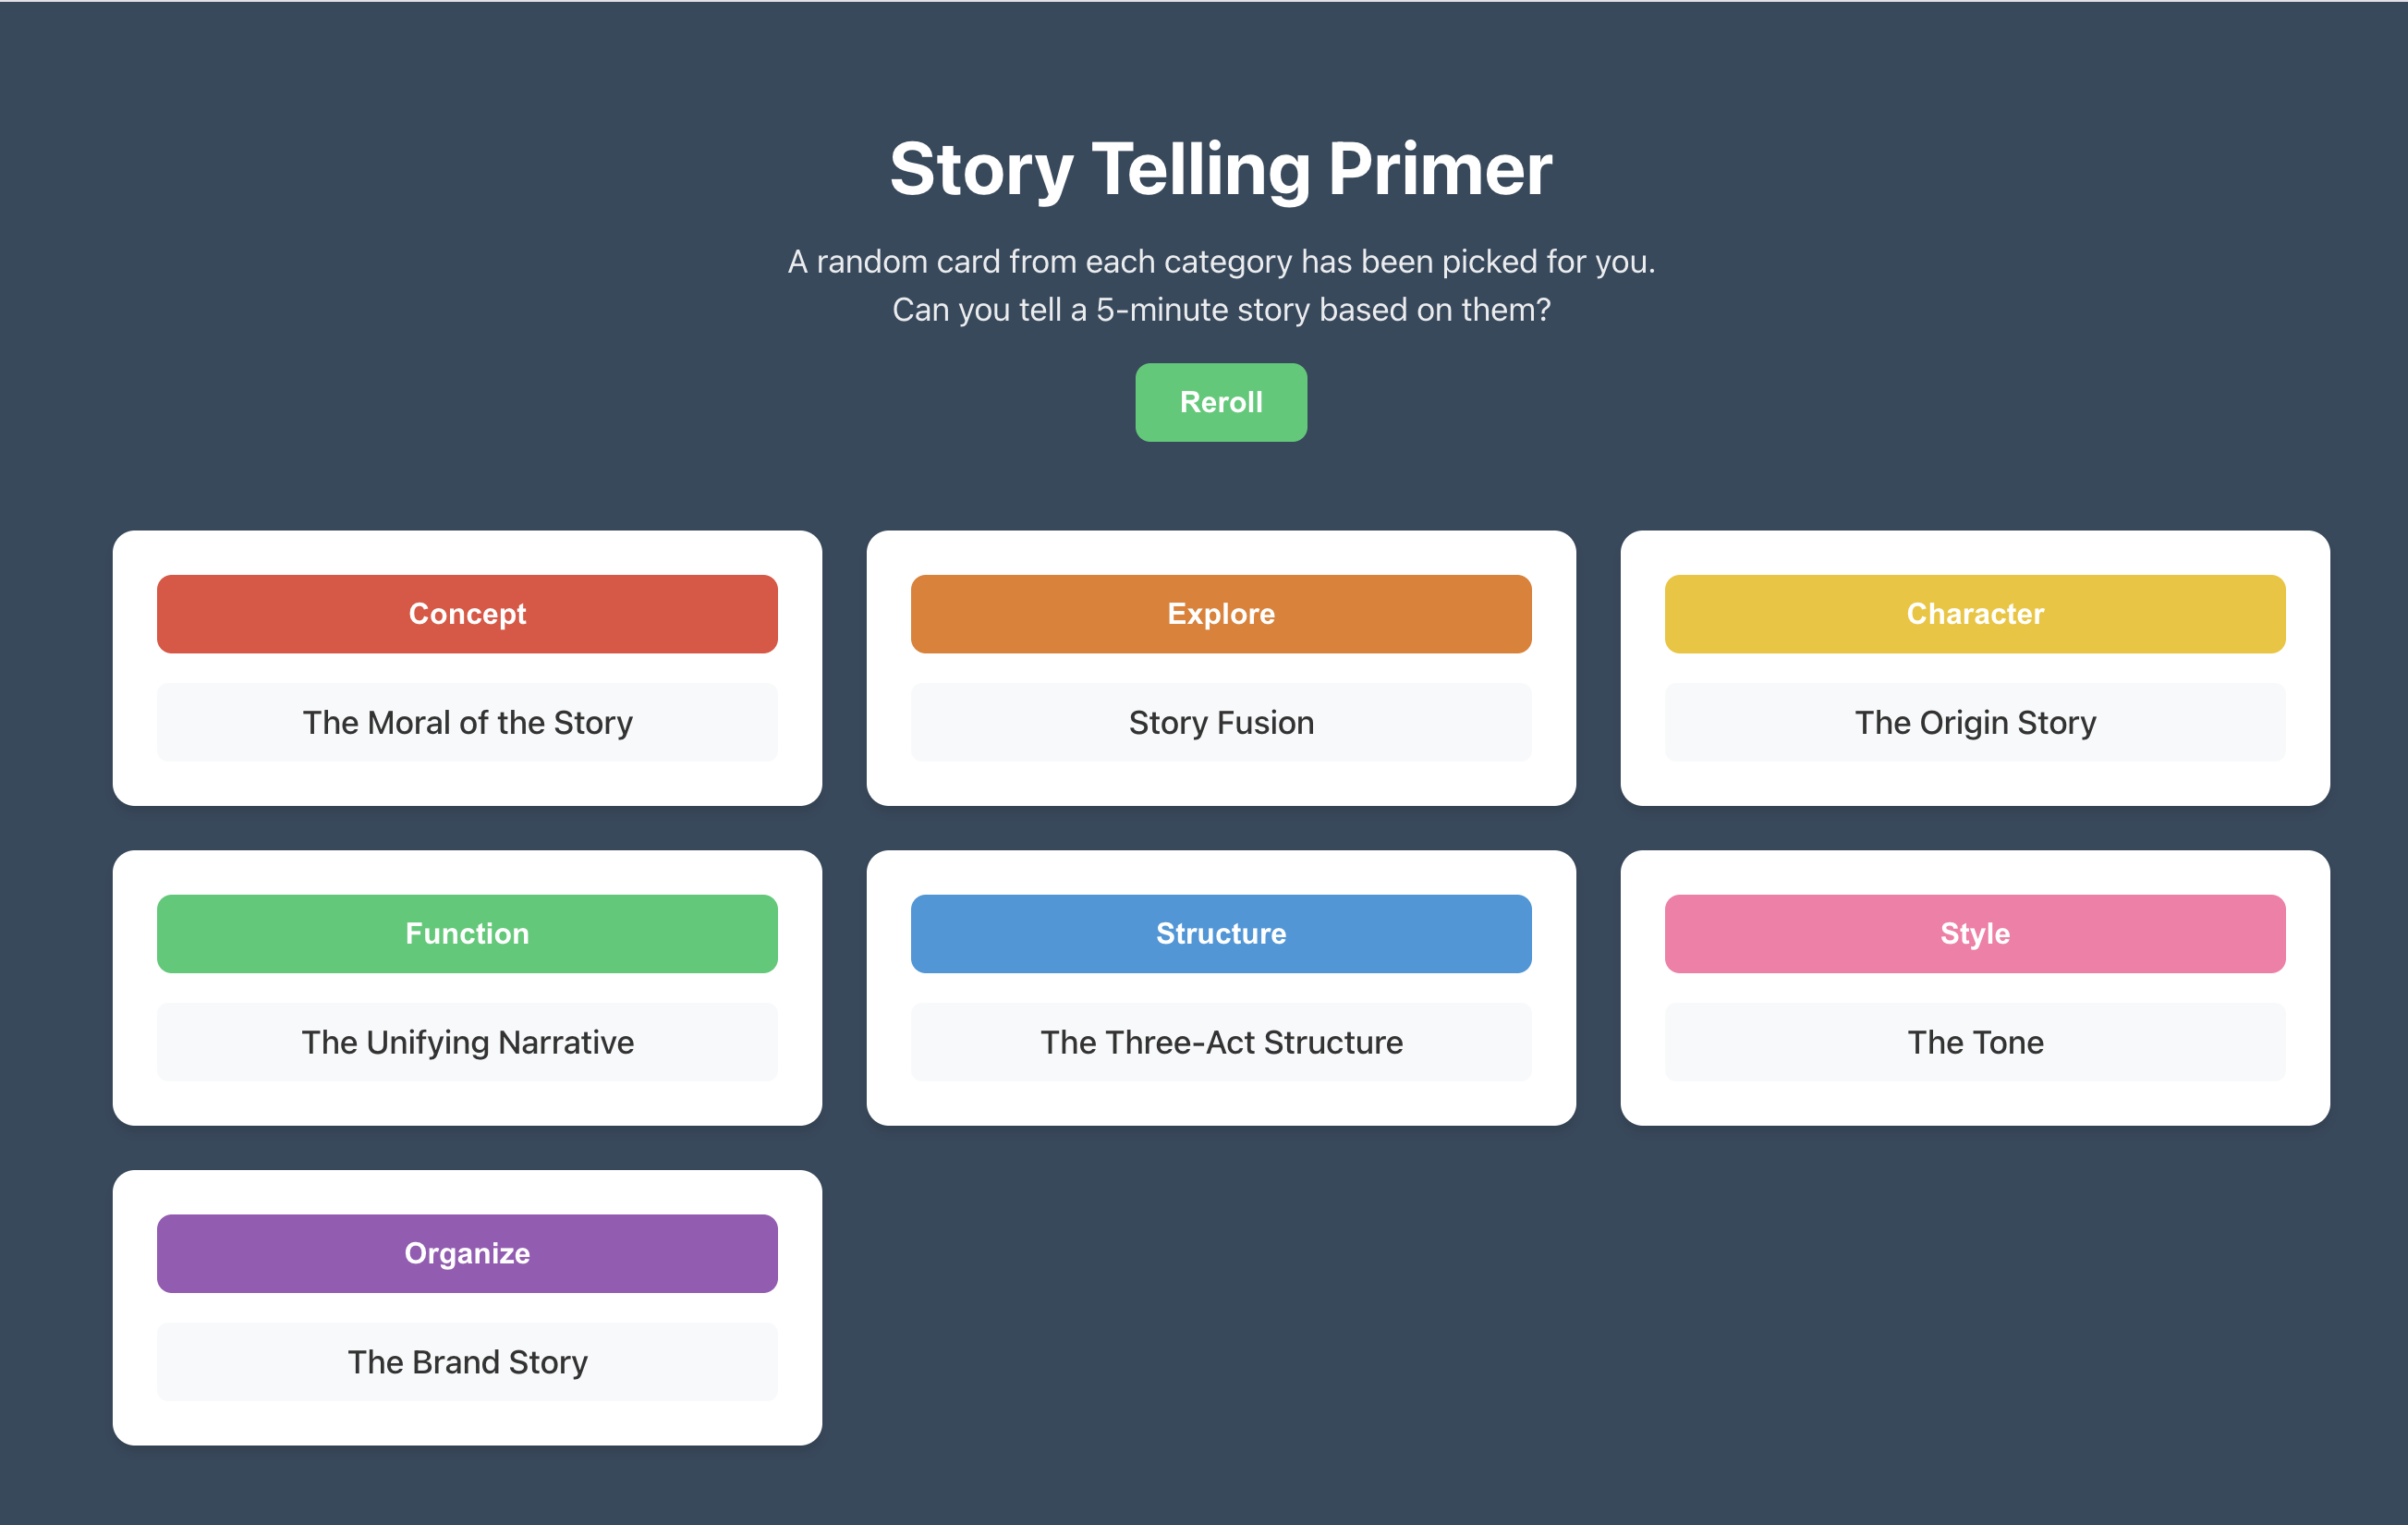 Story Telling Primer
A random card from each category has been picked for you.
Can you tell a 5-minute story based on them?
Reroll
Concept
The Moral of the Story
Explore
Story Fusion
Character
The Origin Story
Function
The Unifying Narrative
Structure
The Three-Act Structure
Style
The Tone
Organize
The Brand Story